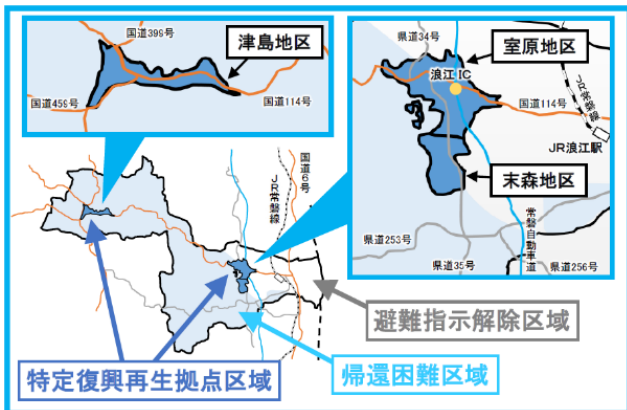 国道399号
津島地区
国道459号
国道114号
県道34号
室原地区
浪江IC
国道114号
JR常磐線
JR浪江駅
末森地区
県道253号
常磐自動車道
県道35号
県道256号
国道6号
JR常磐線
避難指示解除区域
特定復興再生拠点区域
帰還困難区域